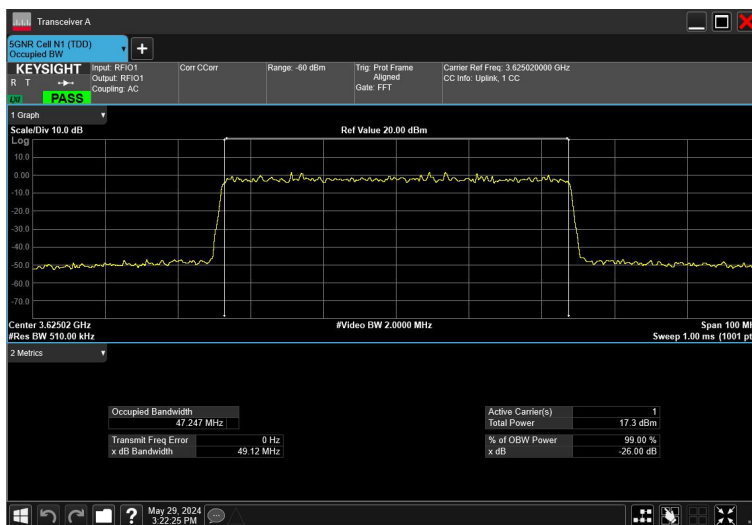 Transceiver A
5GNR Cell N1 (TDD)
Occupied BW
+
KEYSIGHT
R T
LXI
PASS
Input: RFIO1
Output: RFIO1
Coupling: AC
Corr CCorr
Range: -60 dBm
Trig: Prot Frame
Aligned
Gate: FFT
Carrier Ref Freq: 3.625020000 GHz
CC Info: Uplink, 1 CC
1 Graph
Scale/Div 10.0 dB
Ref Value 20.00 dBm
Log
10.0
0.00
-10.0
-20.0
-30.0
-40.0
-50.0
-60.0
-70.0
Center 3.62502 GHz
#Video BW 2.0000 MHz
Span 100 MH
#Res BW 510.00 kHz
Sweep 1.00 ms (1001 pt
2 Metrics
Occupied Bandwidth
47.247 MHz
Transmit Freq Error 0 Hz
x dB Bandwidth 49.12 MHz
Active Carrier(s) 1
Total Power 17.3 dBm
% of OBW Power 99.00 %
x dB -26.00 dB
?
May 29, 2024
3:22:25 PM